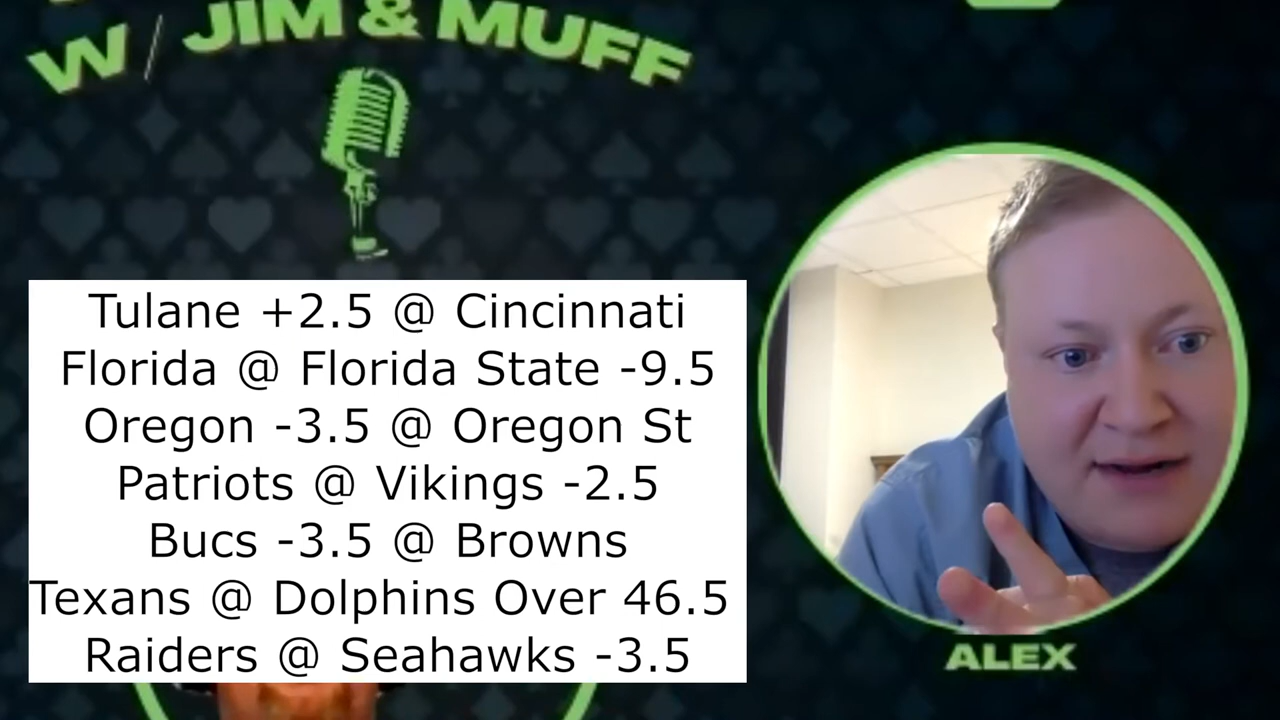 W/ JIM & MUFF
Tulane +2.5 @ Cincinnati
Florida @ Florida State -9.5
Oregon -3.5 @ Oregon St
Patriots @ Vikings -2.5
Bucs -3.5 @ Browns
Texans @ Dolphins Over 46.5
Raiders @ Seahawks -3.5
ALEX